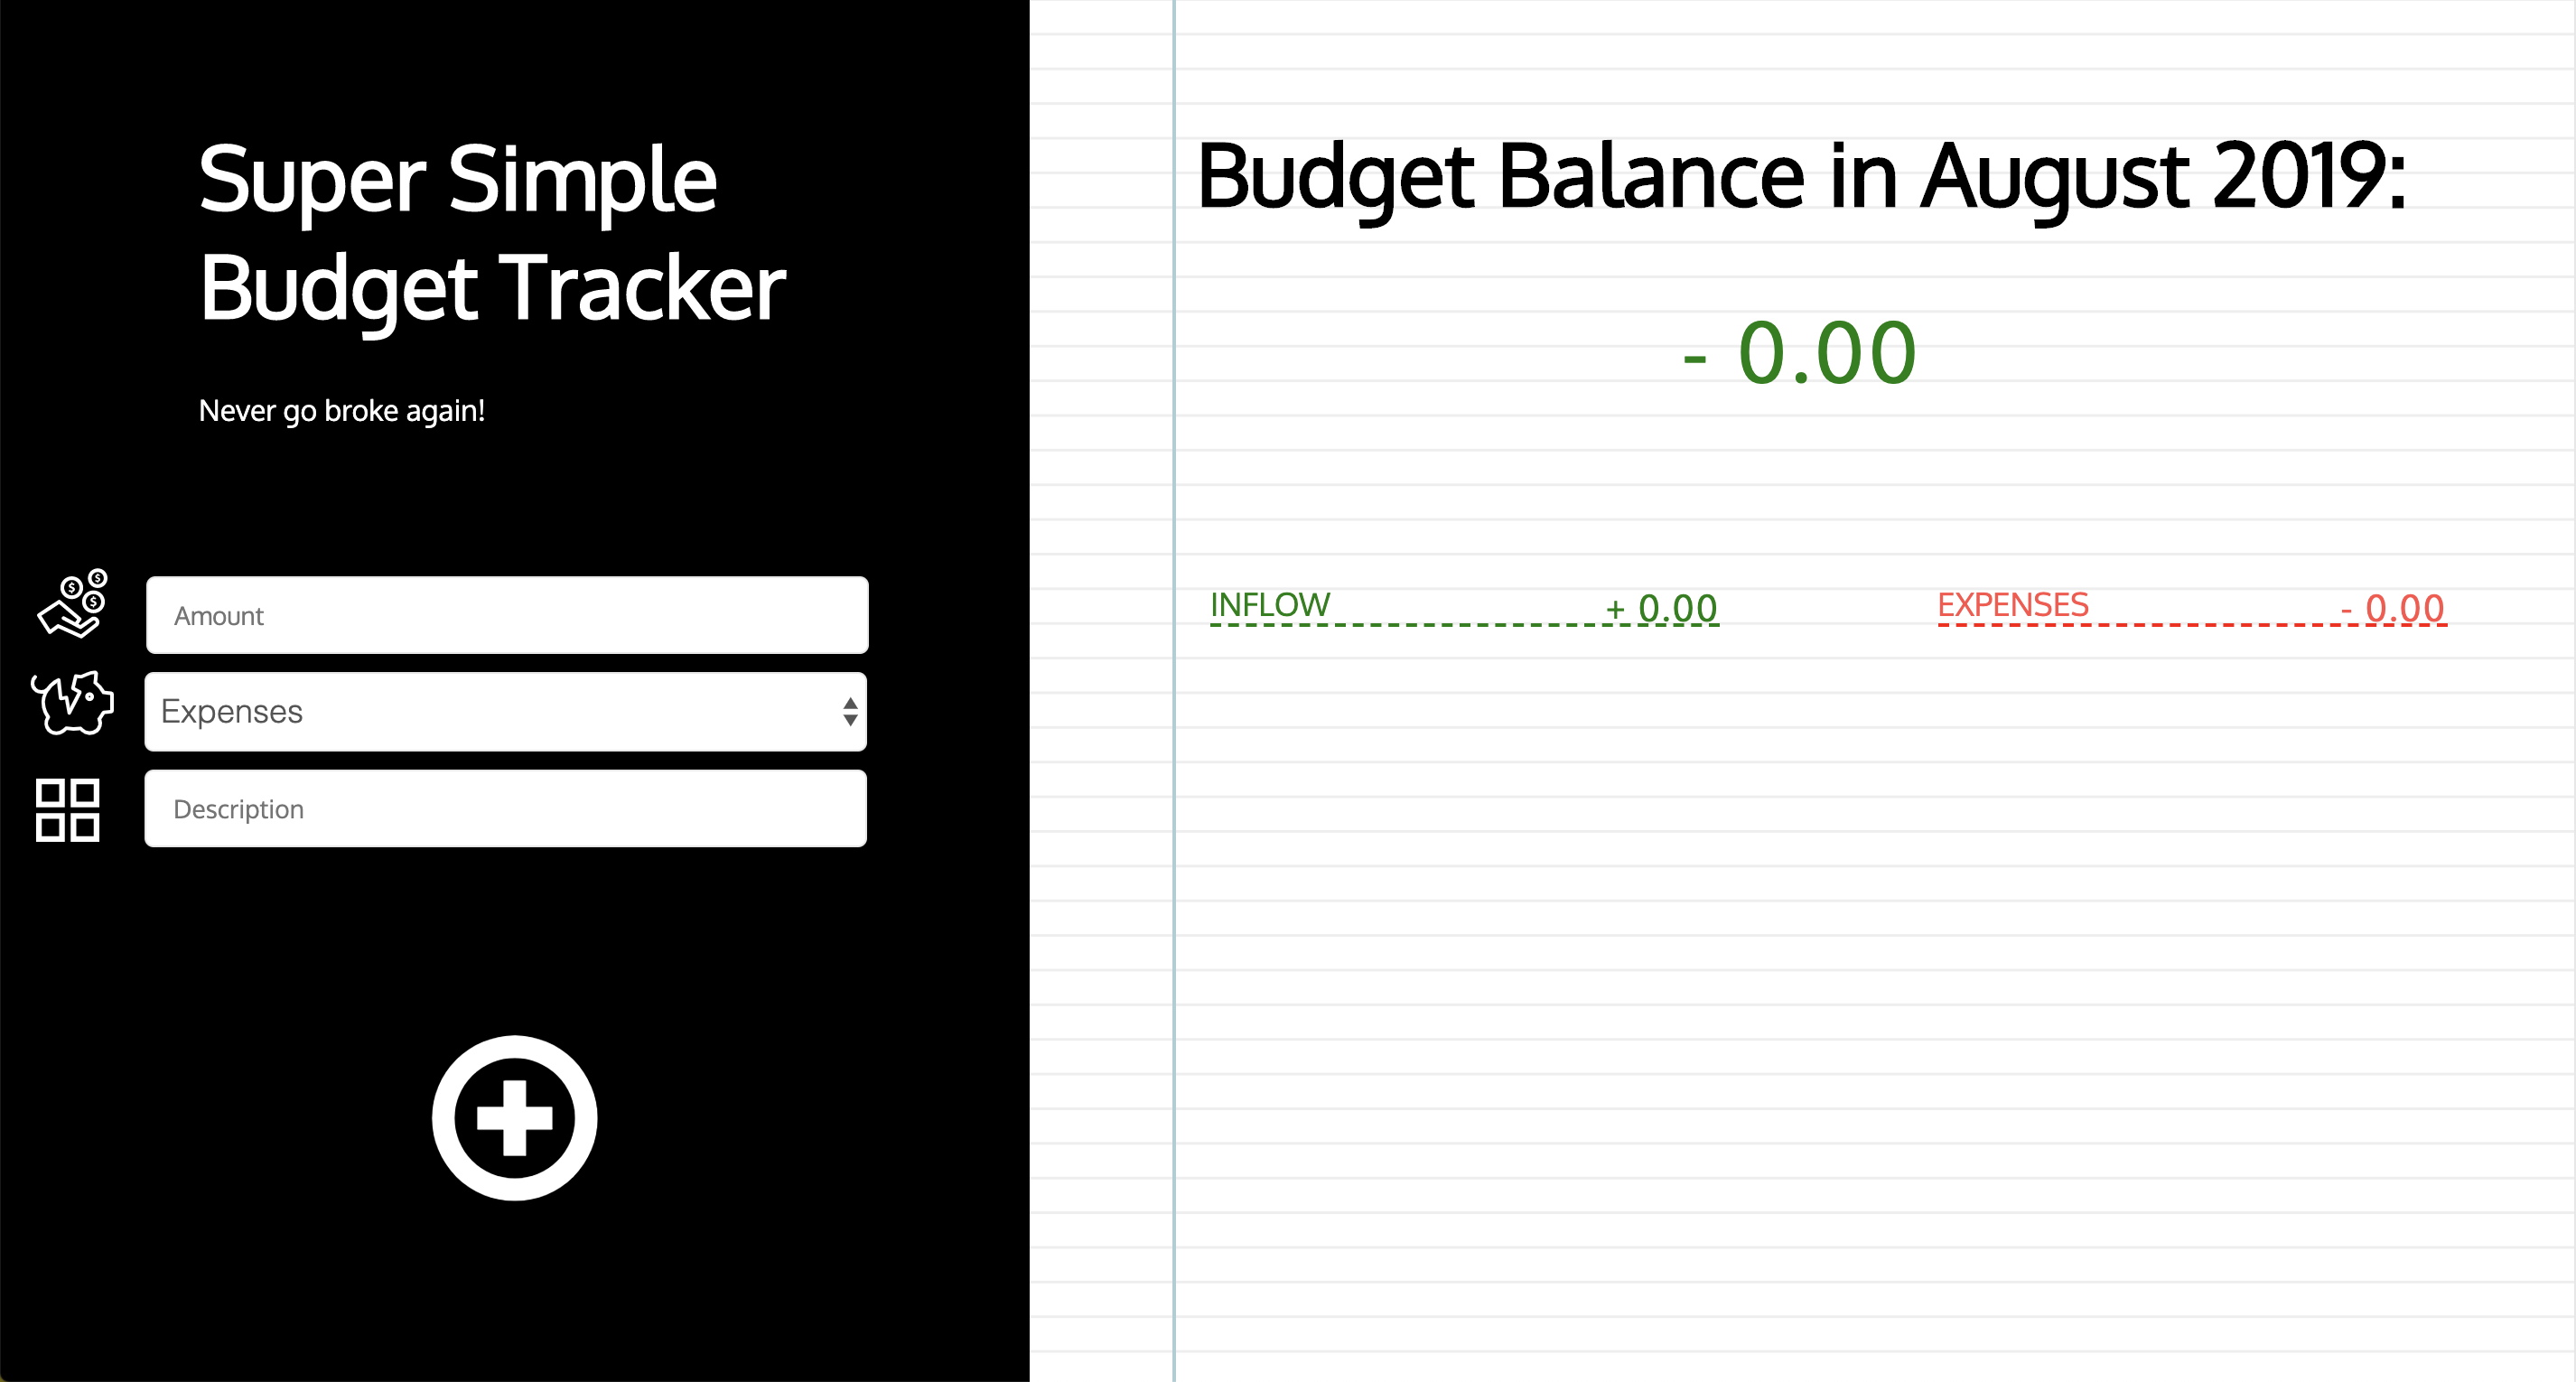 Super Simple
Budget Tracker
Never go broke again!
Amount
Expenses
Description
Budget Balance in August 2019:
- 0.00
INFLOW + 0.00
EXPENSES - 0.00